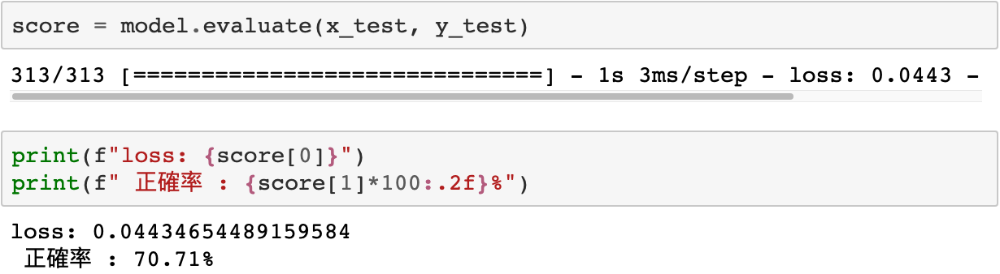 score = model.evaluate(x_test, y_test)
313/313 [==============================] - 1s 3ms/step - loss: 0.0443 -
print(f"loss: {score[0]}")
print(f" 正確率 : {score[1]*100:.2f}%")
loss: 0.04434654489159584
 正確率 : 70.71%